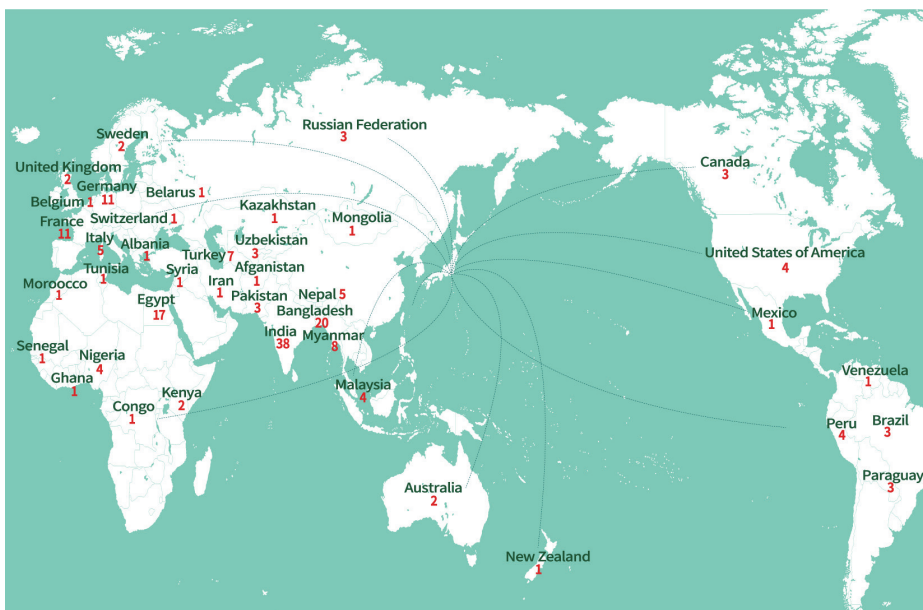 Russian Federation
3
Sweden
2
United Kingdom
2
Germany
11
Belgium 1
Belarus 1
France
11
Switzerland 1
Italy
5
Albania
1
Kazakhstan
1
Mongolia
1
Uzbekistan
3
Turkey 7
Tunisia
1
Syria
1
Afganistan
1
Iran
1
Moroocco
1
Egypt
17
Pakistan
3
Nepal 5
Bangladesh
20
India
38
Myanmar
8
Senegal
1
Nigeria
4
Ghana
1
Kenya
2
Congo
1
Malaysia
4
Australia
2
New Zealand
1
Canada
3
United States of America
4
Mexico
1
Venezuela
1
Peru
4
Brazil
3
Paraguay
3